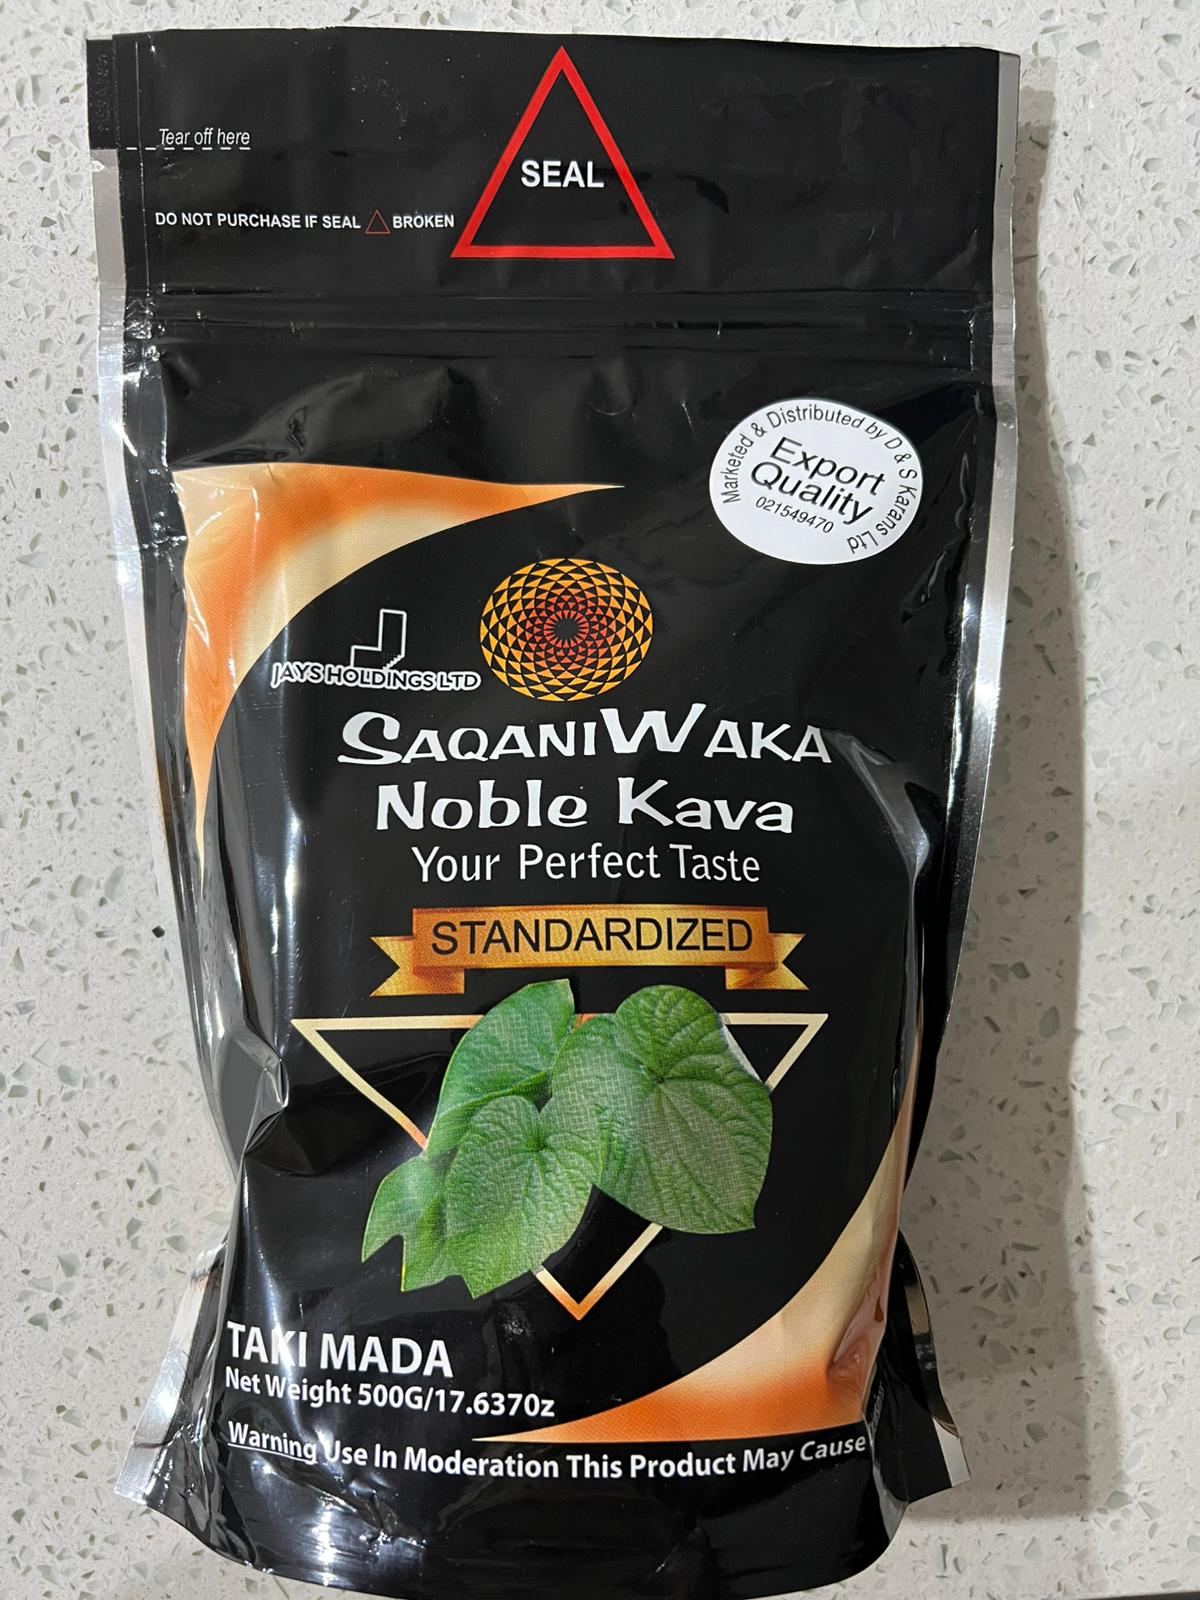 Tear off here
SEAL
DO NOT PURCHASE IF SEAL BROKEN
Marketed & Distributed by D & S Karans Ltd
Export
Quality
021549470
JAYS HOLDINGS LTD
SAQANIWAKA
Noble Kava
Your Perfect Taste
STANDARDIZED
TAKI MADA
Net Weight 500G/17.6370z
Warning Use In Moderation This Product May Cause